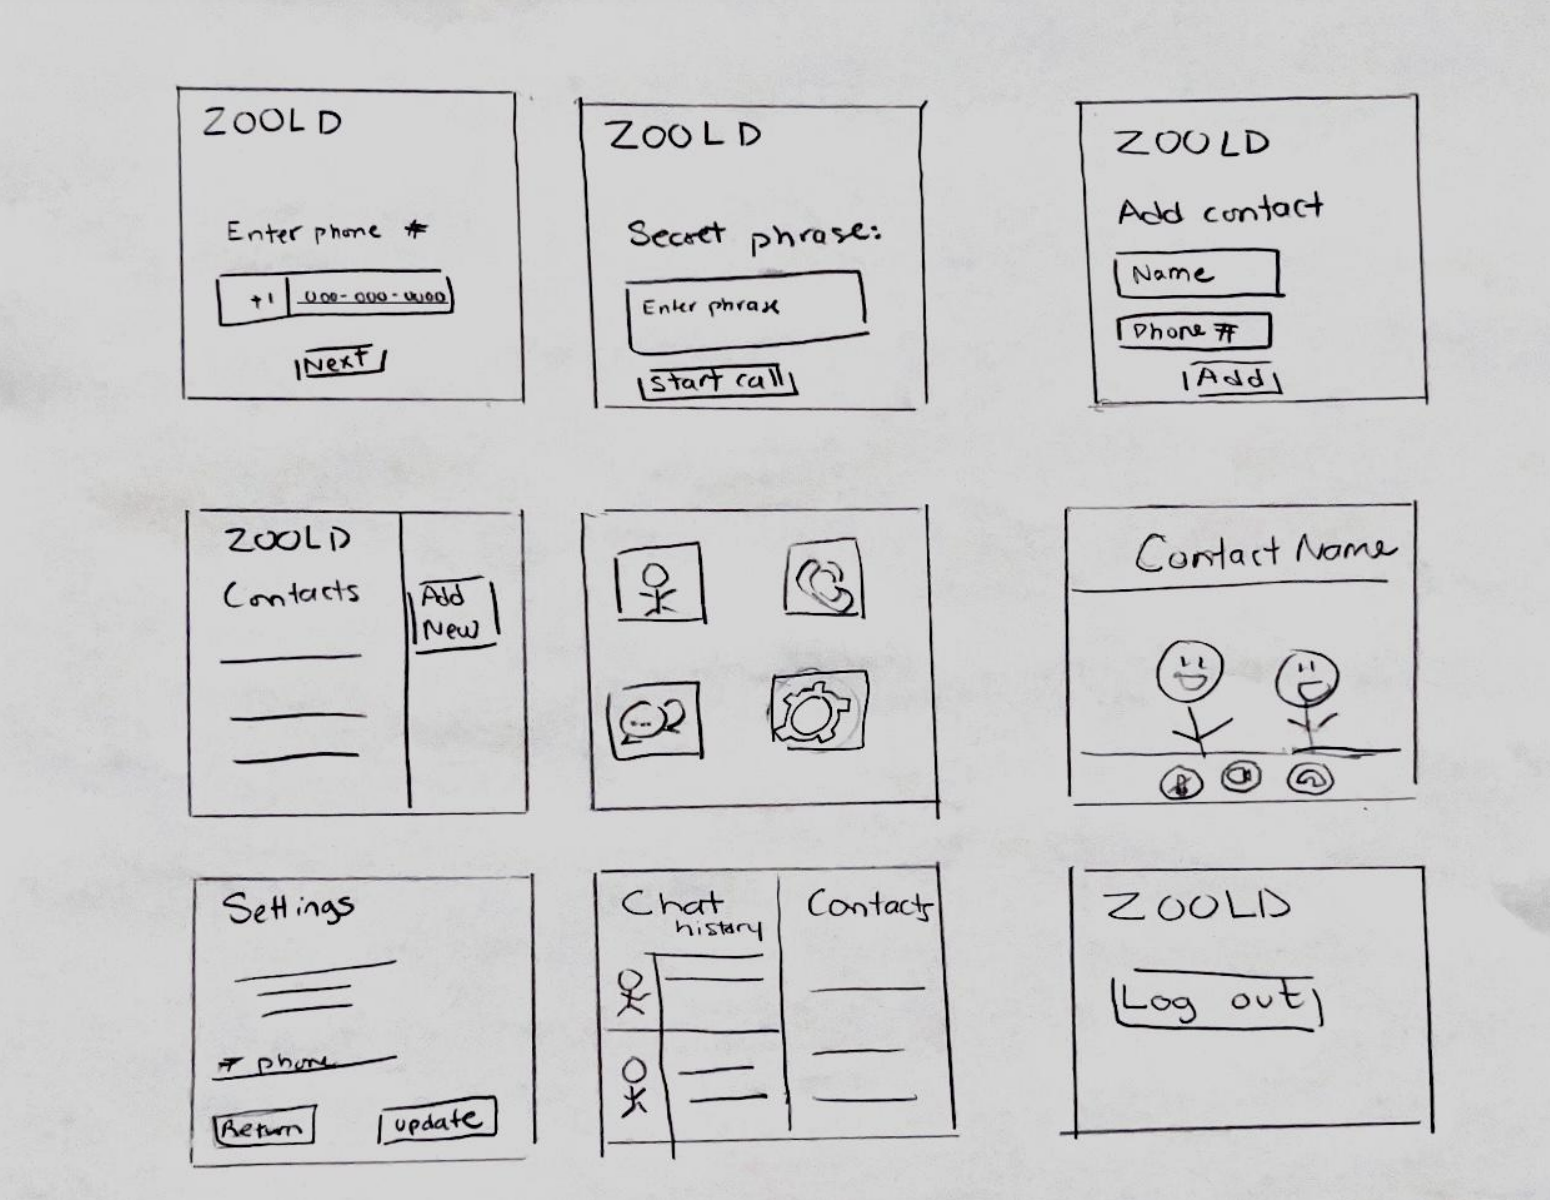 ZOOLD
Enter phone #
+1 000-000-0000
Next
ZOOLD
Secret phrase:
Enter phrase
Start call
ZOOLD
Add contact
Name
Phone #
Add
ZOOLD
Contacts
Add
New
Contact Name
Settings
# phone
Return
update
Chat
history
Contacts
ZOOLD
Log out